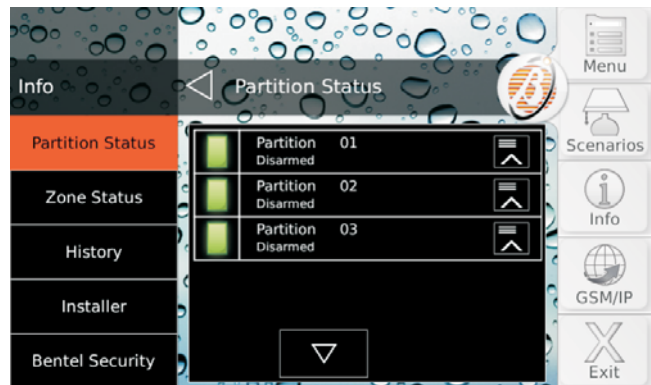 Info
Partition Status
Menu
Partition Status
Zone Status
History
Installer
Bentel Security
Partition 01
Disarmed
Partition 02
Disarmed
Partition 03
Disarmed
Scenarios
Info
GSM/IP
Exit